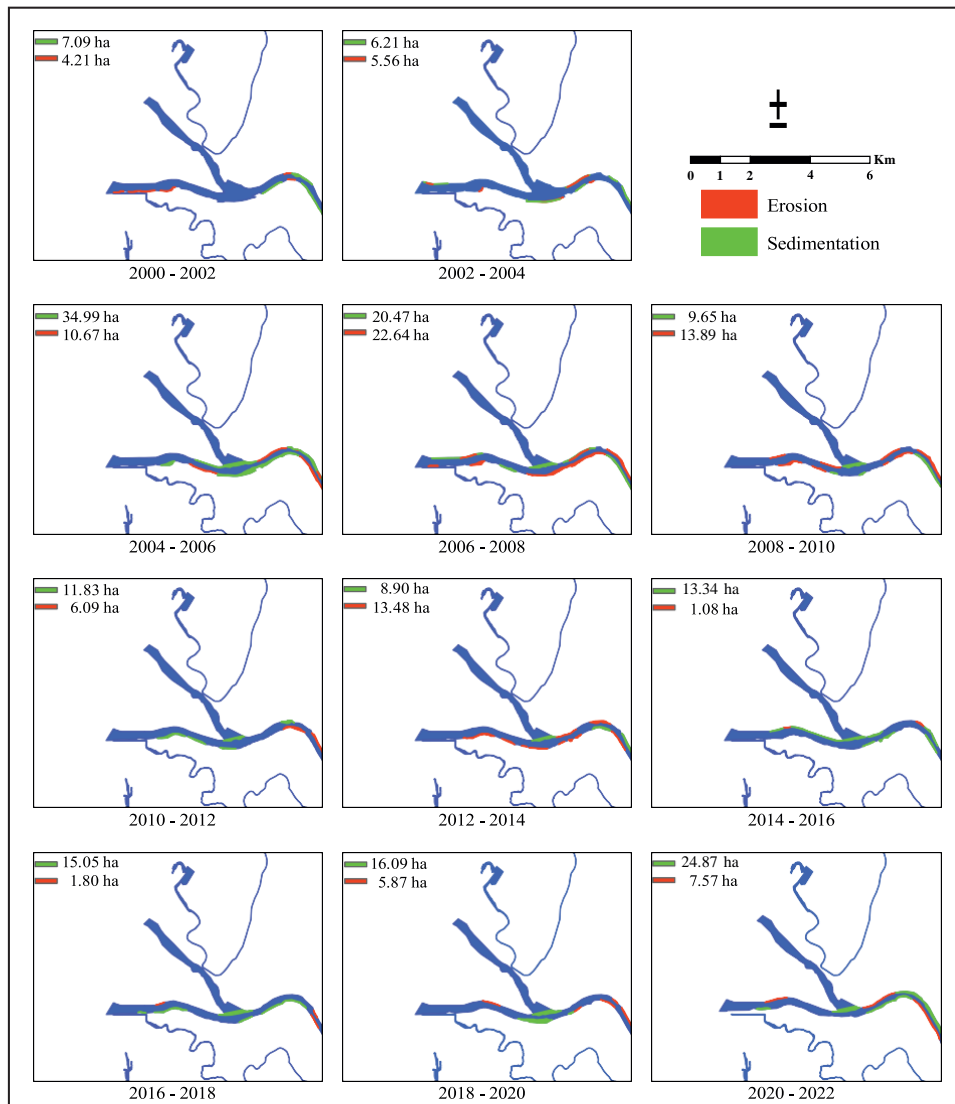 7.09 ha
4.21 ha
2000 - 2002
6.21 ha
5.56 ha
2002 - 2004
Km
0 1 2 4 6
Erosion
Sedimentation
34.99 ha
10.67 ha
2004 - 2006
20.47 ha
22.64 ha
2006 - 2008
9.65 ha
13.89 ha
2008 - 2010
11.83 ha
6.09 ha
2010 - 2012
8.90 ha
13.48 ha
2012 - 2014
13.34 ha
1.08 ha
2014 - 2016
15.05 ha
1.80 ha
2016 - 2018
16.09 ha
5.87 ha
2018 - 2020
24.87 ha
7.57 ha
2020 - 2022